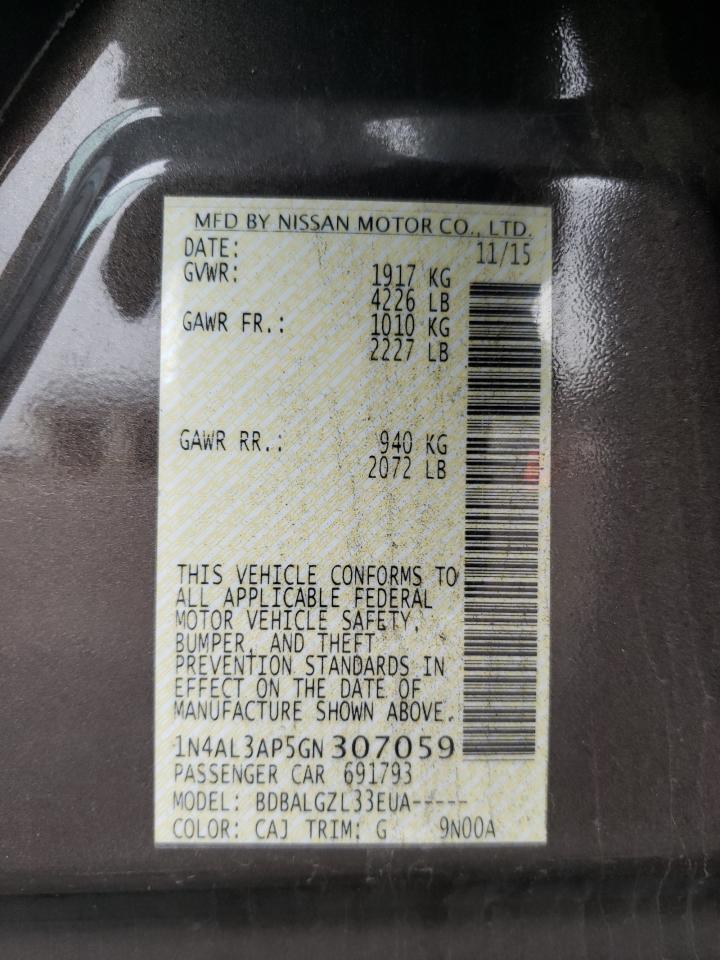 MFD BY NISSAN MOTOR CO., LTD.
DATE: 11/15
GVWR: 1917 KG
4226 LB
GAWR FR.: 1010 KG
2227 LB
GAWR RR.: 940 KG
2072 LB
THIS VEHICLE CONFORMS TO
ALL APPLICABLE FEDERAL
MOTOR VEHICLE SAFETY,
BUMPER, AND THEFT
PREVENTION STANDARDS IN
EFFECT ON THE DATE OF
MANUFACTURE SHOWN ABOVE.
1N4AL3AP5GN307059
PASSENGER CAR 691793
MODEL: BDBALGZL33EUA-----
COLOR: CAJ TRIM: G 9N00A